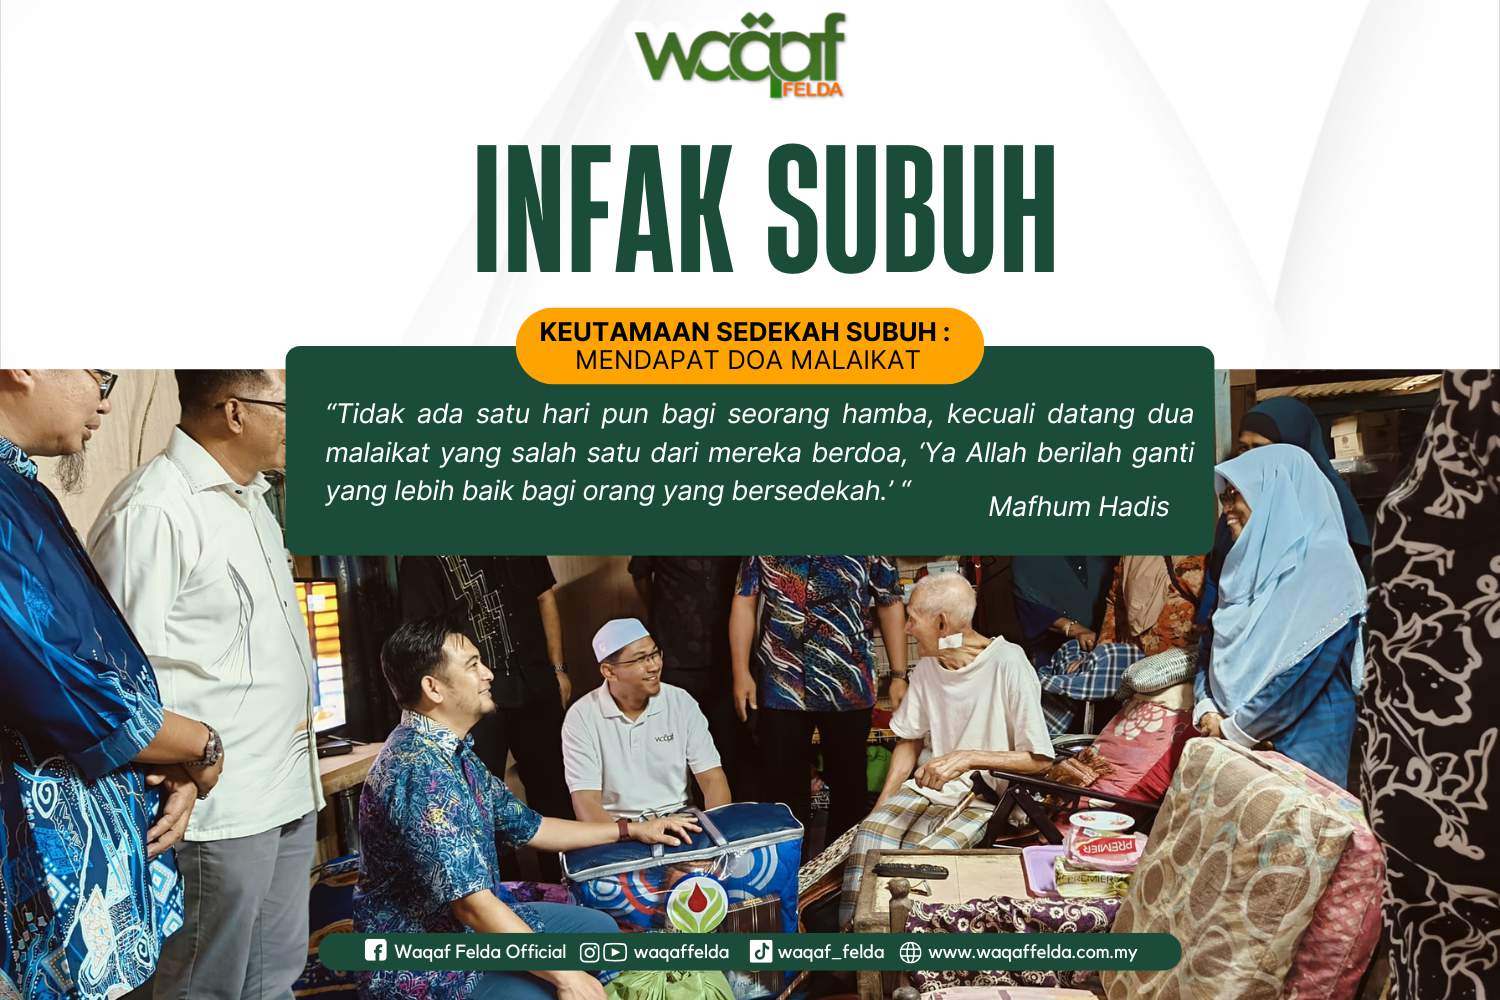 waqaf
FELDA
INFAK SUBUH
KEUTAMAAN SEDEKAH SUBUH :
MENDAPAT DOA MALAIKAT
“Tidak ada satu hari pun bagi seorang hamba, kecuali datang dua
malaikat yang salah satu dari mereka berdoa, ‘Ya Allah berilah ganti
yang lebih baik bagi orang yang bersedekah.’ “
Mafhum Hadis
waqaf
PREMIER
PREMIER
Waqaf Felda Official waqaffelda waqaf_felda www.waqaffelda.com.my